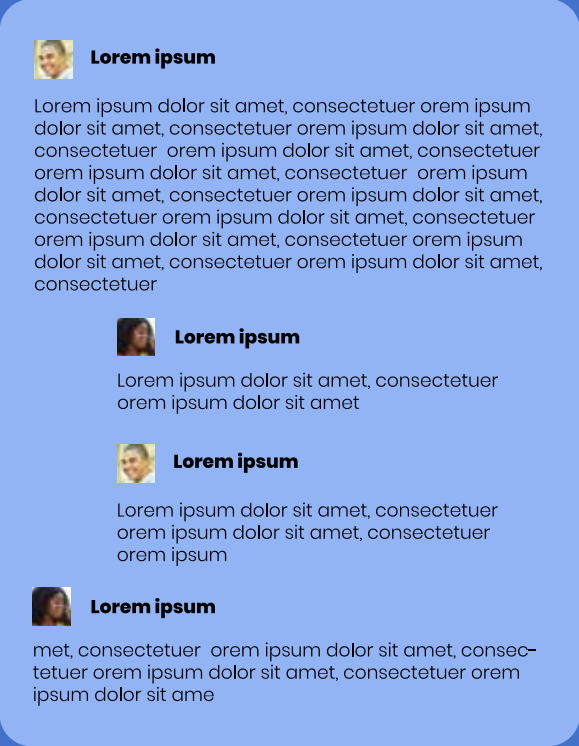 Lorem ipsum
Lorem ipsum dolor sit amet, consectetuer orem ipsum
dolor sit amet, consectetuer orem ipsum dolor sit amet,
consectetuer  orem ipsum dolor sit amet, consectetuer
orem ipsum dolor sit amet, consectetuer  orem ipsum
dolor sit amet, consectetuer orem ipsum dolor sit amet,
consectetuer orem ipsum dolor sit amet, consectetuer
orem ipsum dolor sit amet, consectetuer orem ipsum
dolor sit amet, consectetuer orem ipsum dolor sit amet,
consectetuer
Lorem ipsum
Lorem ipsum dolor sit amet, consectetuer
orem ipsum dolor sit amet
Lorem ipsum
Lorem ipsum dolor sit amet, consectetuer
orem ipsum dolor sit amet, consectetuer
orem ipsum
Lorem ipsum
met, consectetuer  orem ipsum dolor sit amet, consec-
tetuer orem ipsum dolor sit amet, consectetuer orem
ipsum dolor sit ame